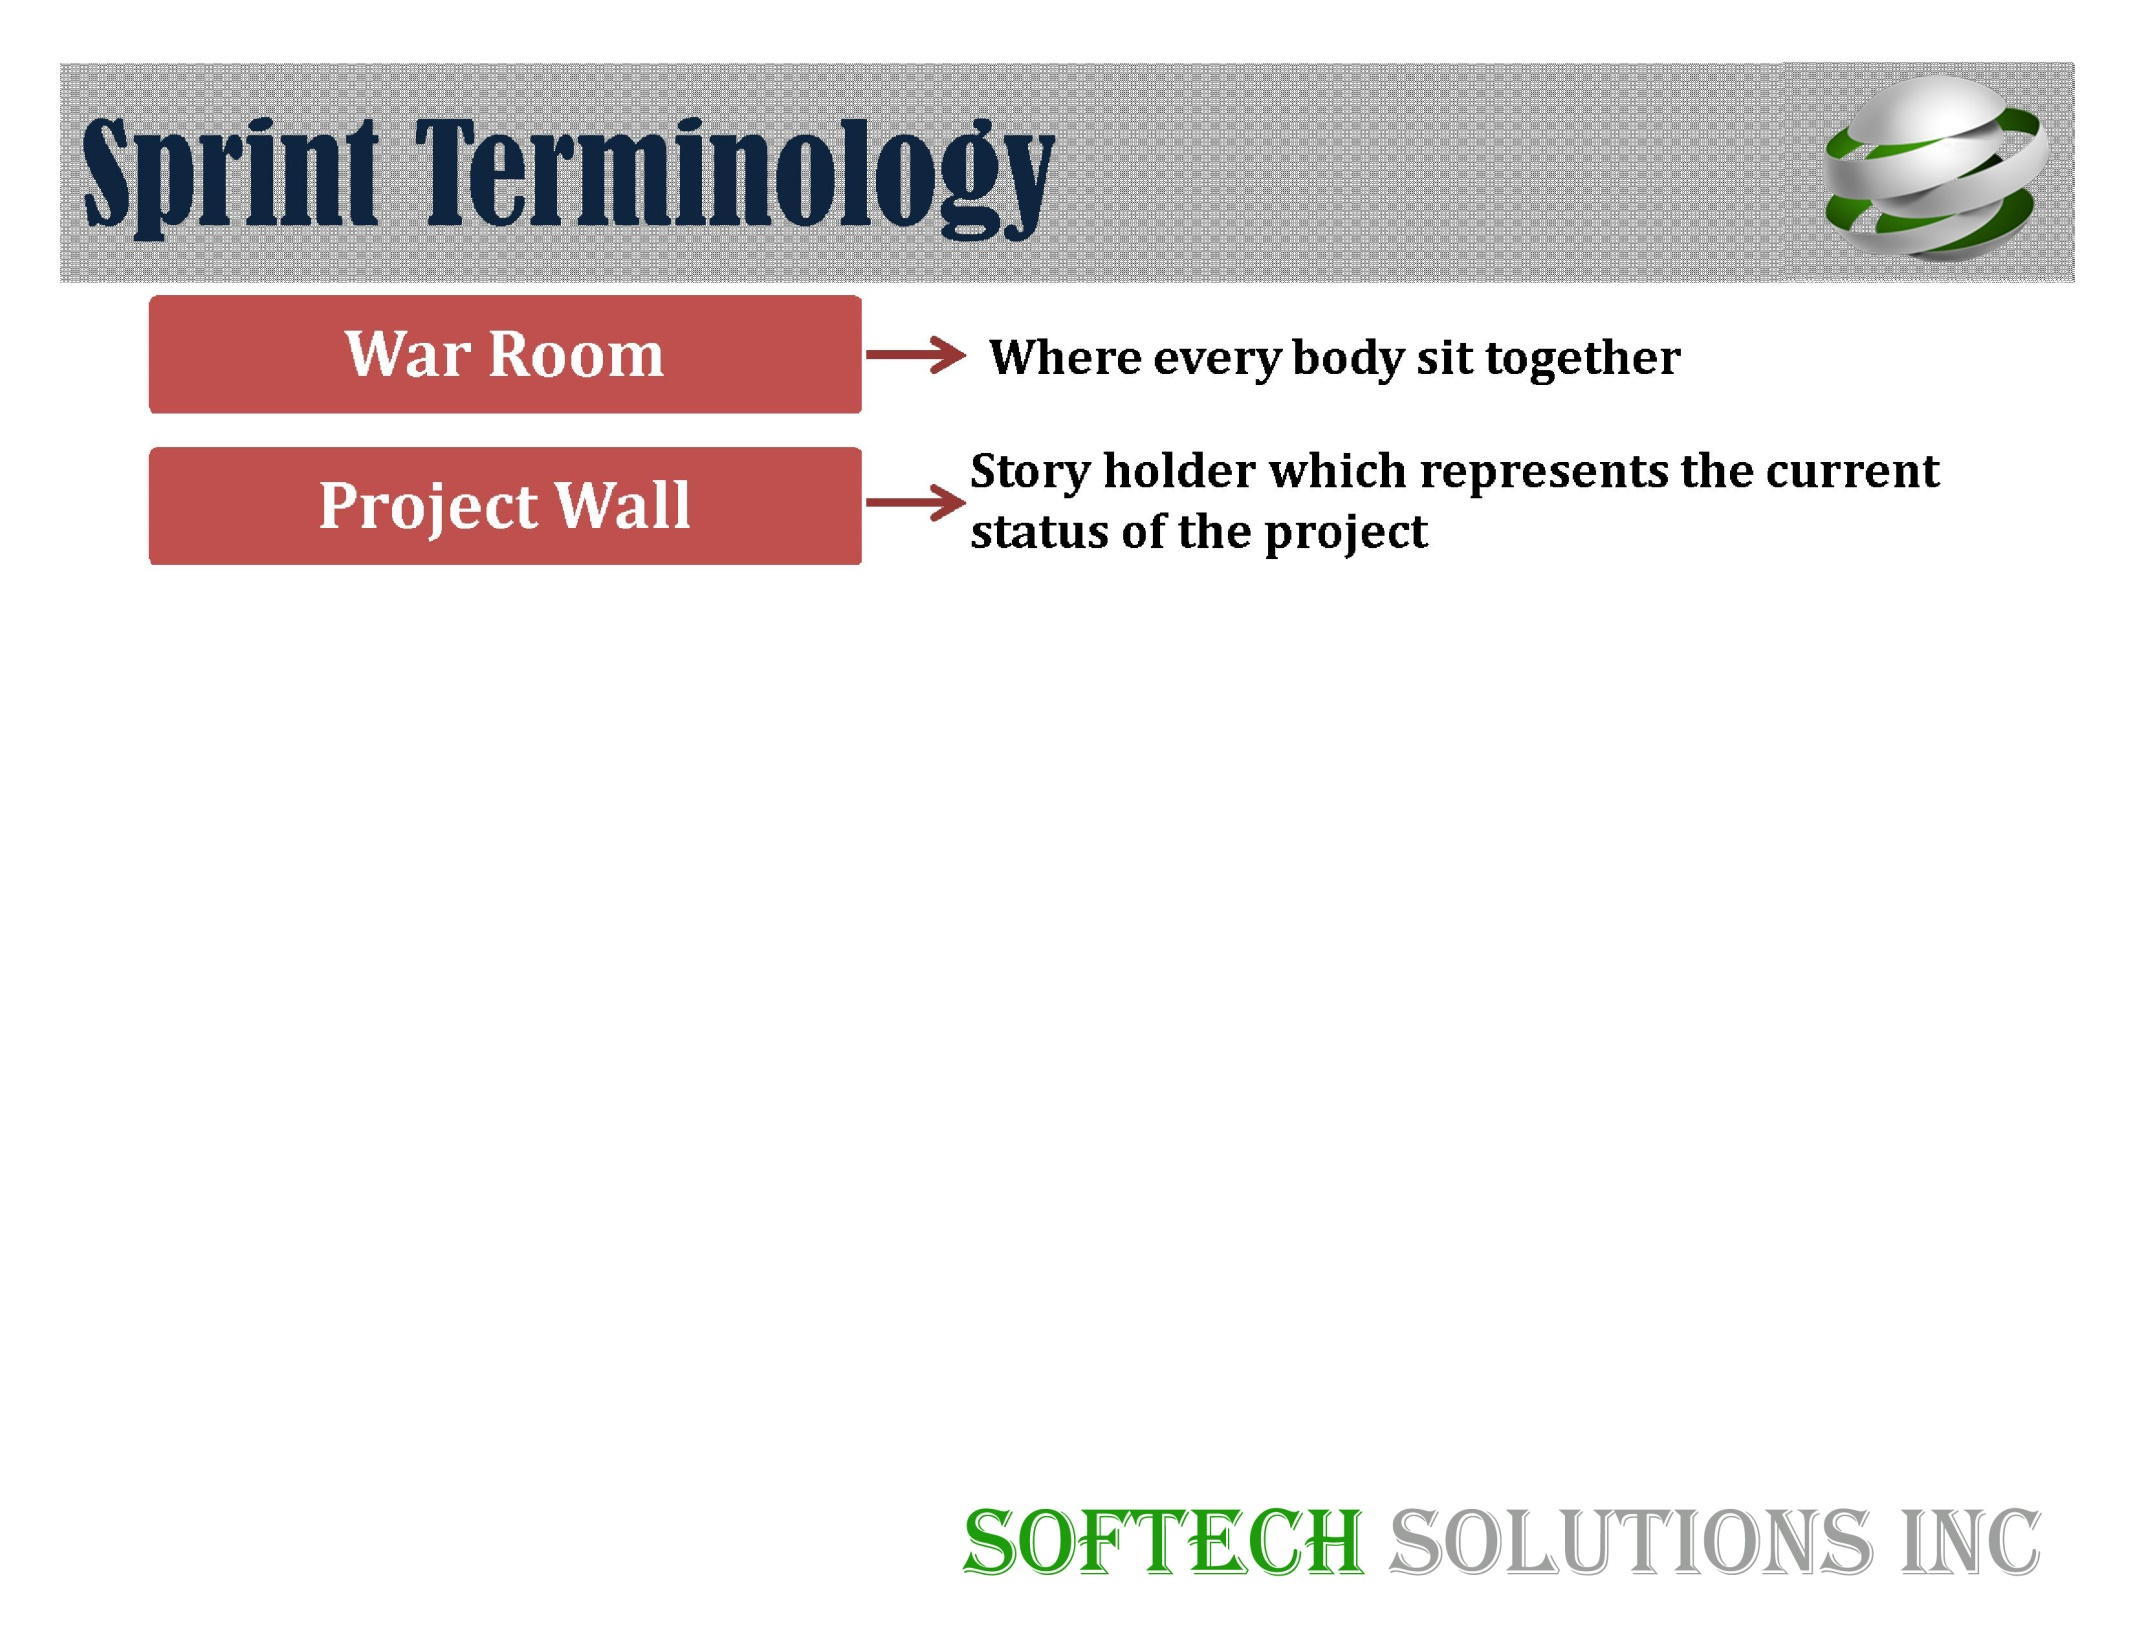 Sprint Terminology
War Room
Where every body sit together
Project Wall
Story holder which represents the current
status of the project
SOFTECH SOLUTIONS INC